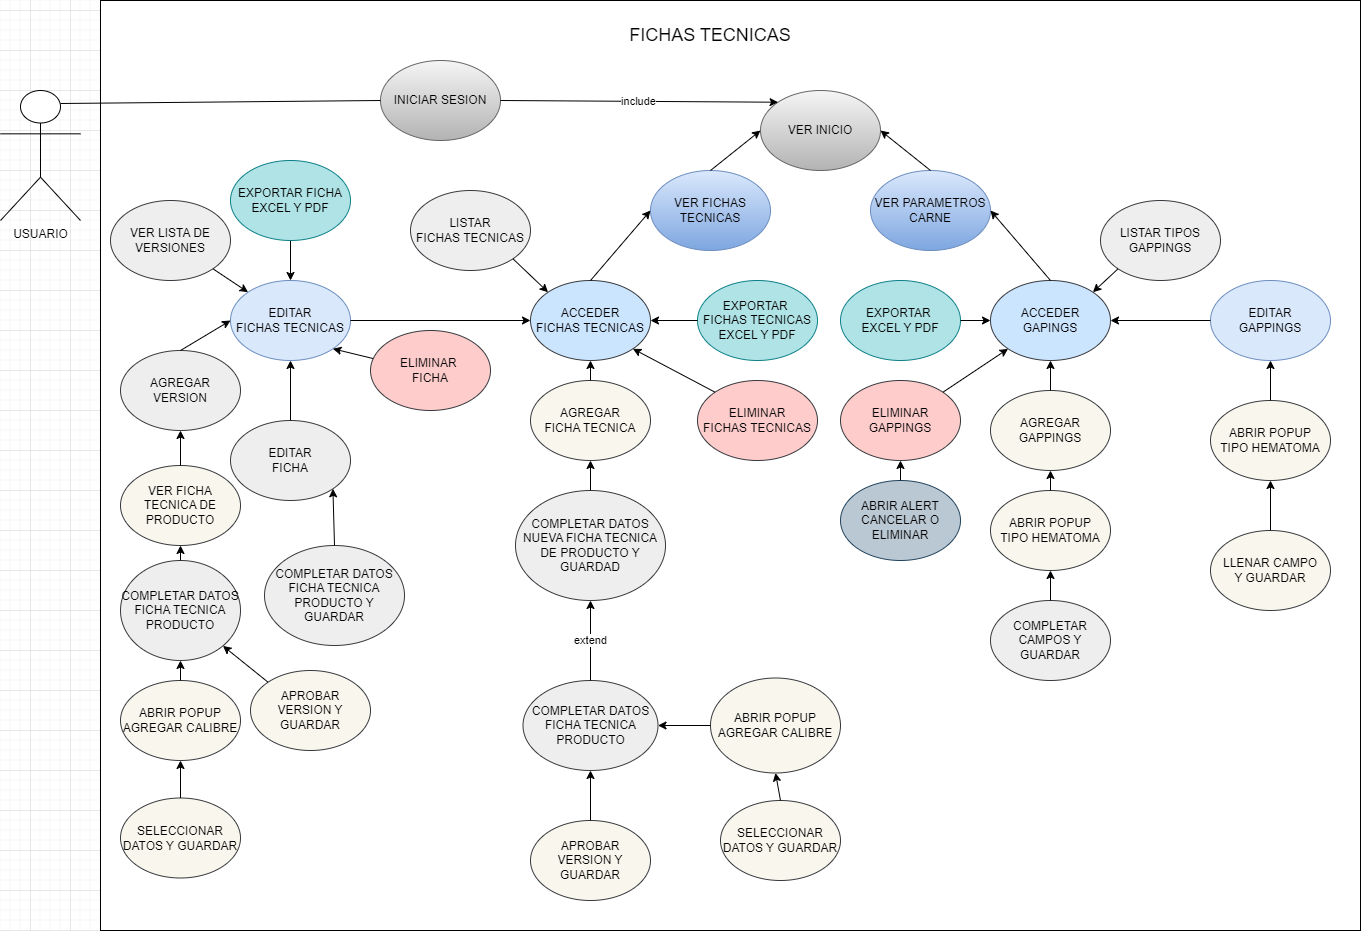 FICHAS TECNICAS
INICIAR SESION
include
VER INICIO
USUARIO
EXPORTAR FICHA
EXCEL Y PDF
VER LISTA DE
VERSIONES
LISTAR
FICHAS TECNICAS
VER FICHAS
TECNICAS
VER PARAMETROS
CARNE
LISTAR TIPOS
GAPPINGS
EDITAR
FICHAS TECNICAS
ACCEDER
FICHAS TECNICAS
EXPORTAR
FICHAS TECNICAS
EXCEL Y PDF
EXPORTAR
EXCEL Y PDF
ACCEDER
GAPINGS
EDITAR
GAPPINGS
ELIMINAR
FICHA
AGREGAR
VERSION
AGREGAR
FICHA TECNICA
ELIMINAR
FICHAS TECNICAS
ELIMINAR
GAPPINGS
AGREGAR
GAPPINGS
ABRIR POPUP
TIPO HEMATOMA
EDITAR
FICHA
VER FICHA
TECNICA DE
PRODUCTO
COMPLETAR DATOS
NUEVA FICHA TECNICA
DE PRODUCTO Y
GUARDAD
ABRIR ALERT
CANCELAR O
ELIMINAR
ABRIR POPUP
TIPO HEMATOMA
LLENAR CAMPO
Y GUARDAR
COMPLETAR DATOS
FICHA TECNICA
PRODUCTO
COMPLETAR DATOS
FICHA TECNICA
PRODUCTO Y
GUARDAR
extend
COMPLETAR
CAMPOS Y
GUARDAR
ABRIR POPUP
AGREGAR CALIBRE
APROBAR
VERSION Y
GUARDAR
COMPLETAR DATOS
FICHA TECNICA
PRODUCTO
ABRIR POPUP
AGREGAR CALIBRE
SELECCIONAR
DATOS Y GUARDAR
APROBAR
VERSION Y
GUARDAR
SELECCIONAR
DATOS Y GUARDAR